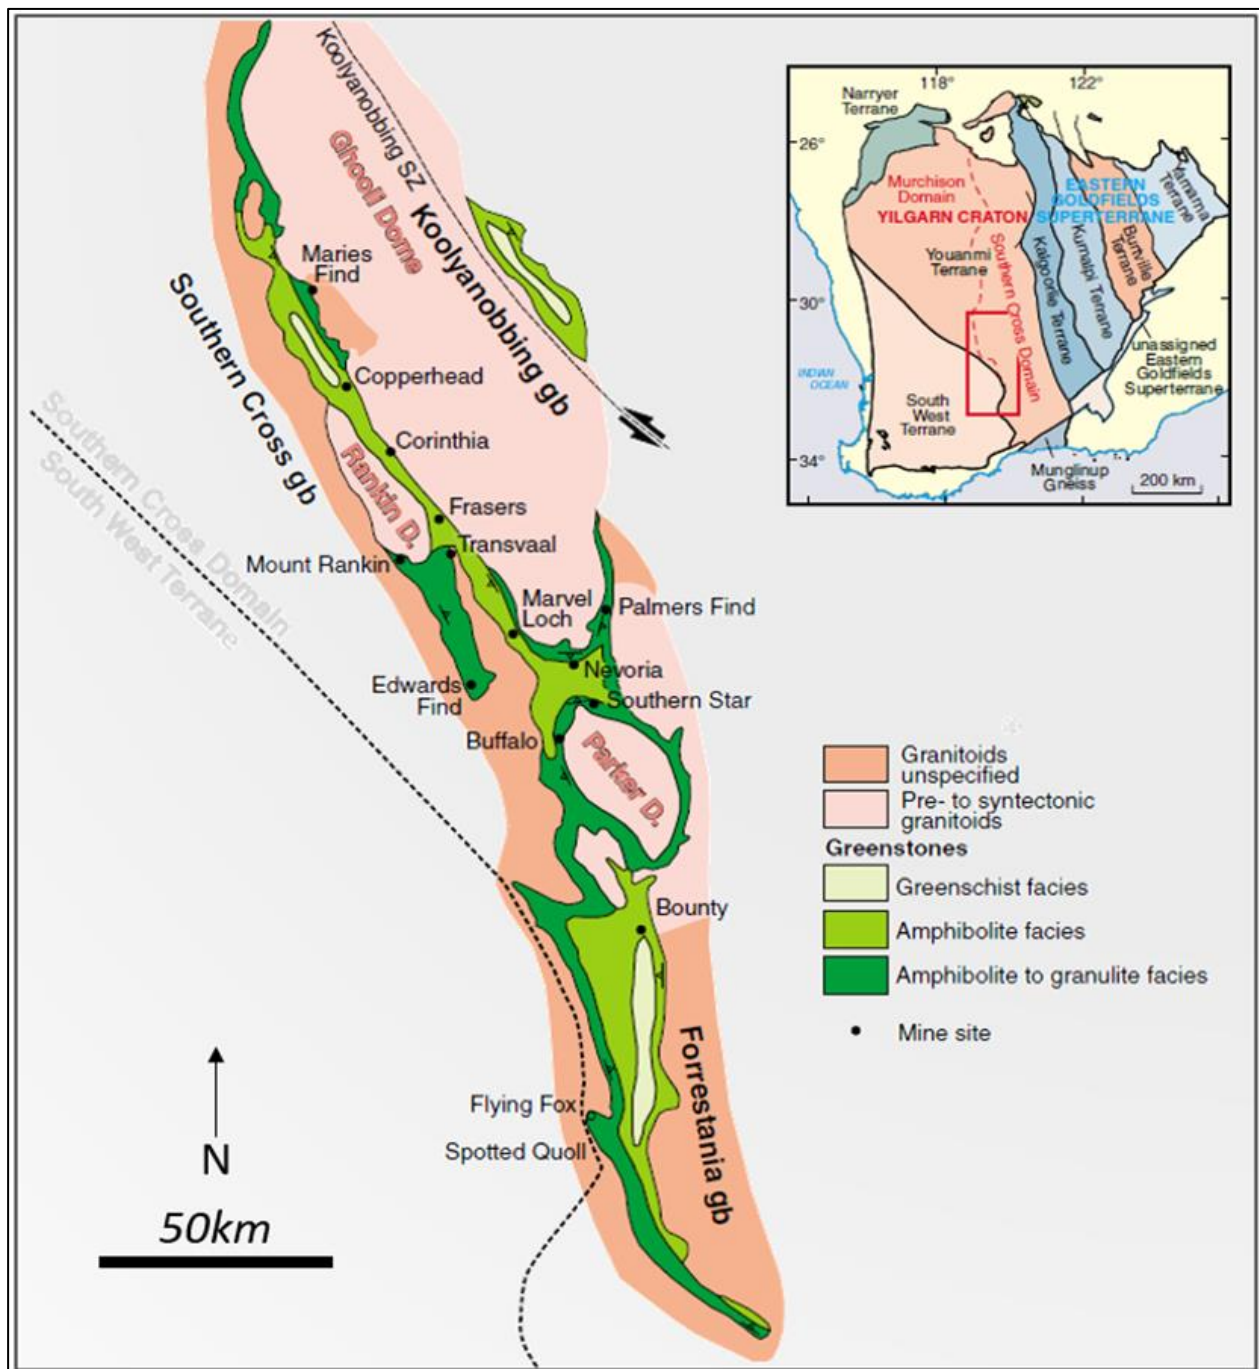 Koolyanobbing SZ
Ghooli Dome
Koolyanobbing gb
Maries
Find
Southern Cross gb
Copperhead
Corinthia
Rankin D.
Frasers
Transvaal
Mount Rankin
Southern Cross Domain
South West Terrane
Marvel
Loch
Palmers Find
Nevoria
Edwards
Find
Southern Star
Buffalo
Parker D.
Bounty
Forrestania gb
Flying Fox
Spotted Quoll
N
50km
118°
122°
26°
30°
34°
Narryer
Terrane
Murchison
Domain
YILGARN CRATON
EASTERN
GOLDFIELDS
SUPERTERRANE
Yamarna
Terrane
Youanmi
Terrane
Southern Cross Domain
Kalgoorlie Terrane
Kurnalpi Terrane
Burtville
Terrane
INDIAN
OCEAN
South
West
Terrane
unassigned
Eastern
Goldfields
Superterrane
Munglinup
Gneiss
200 km
Granitoids
unspecified
Pre- to syntectonic
granitoids
Greenstones
Greenschist facies
Amphibolite facies
Amphibolite to granulite facies
Mine site